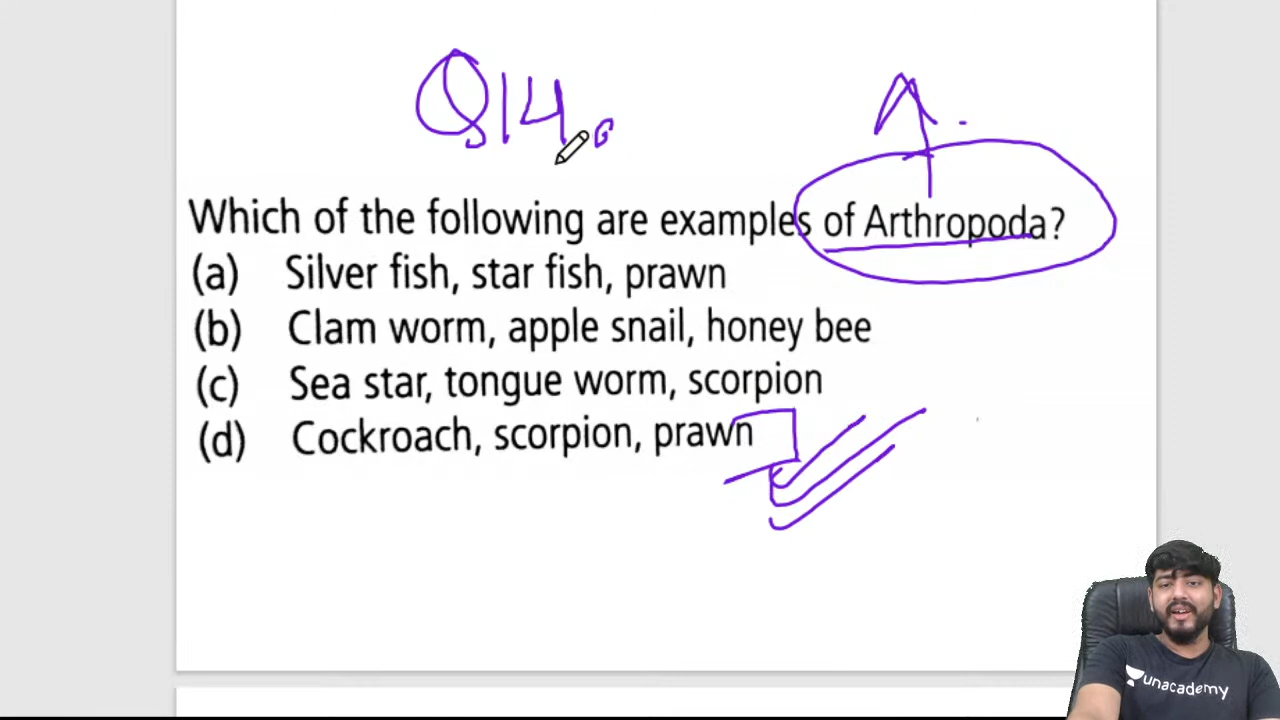 Q14.
Which of the following are examples of Arthropoda?
(a) Silver fish, star fish, prawn
(b) Clam worm, apple snail, honey bee
(c) Sea star, tongue worm, scorpion
(d) Cockroach, scorpion, prawn
unacademy